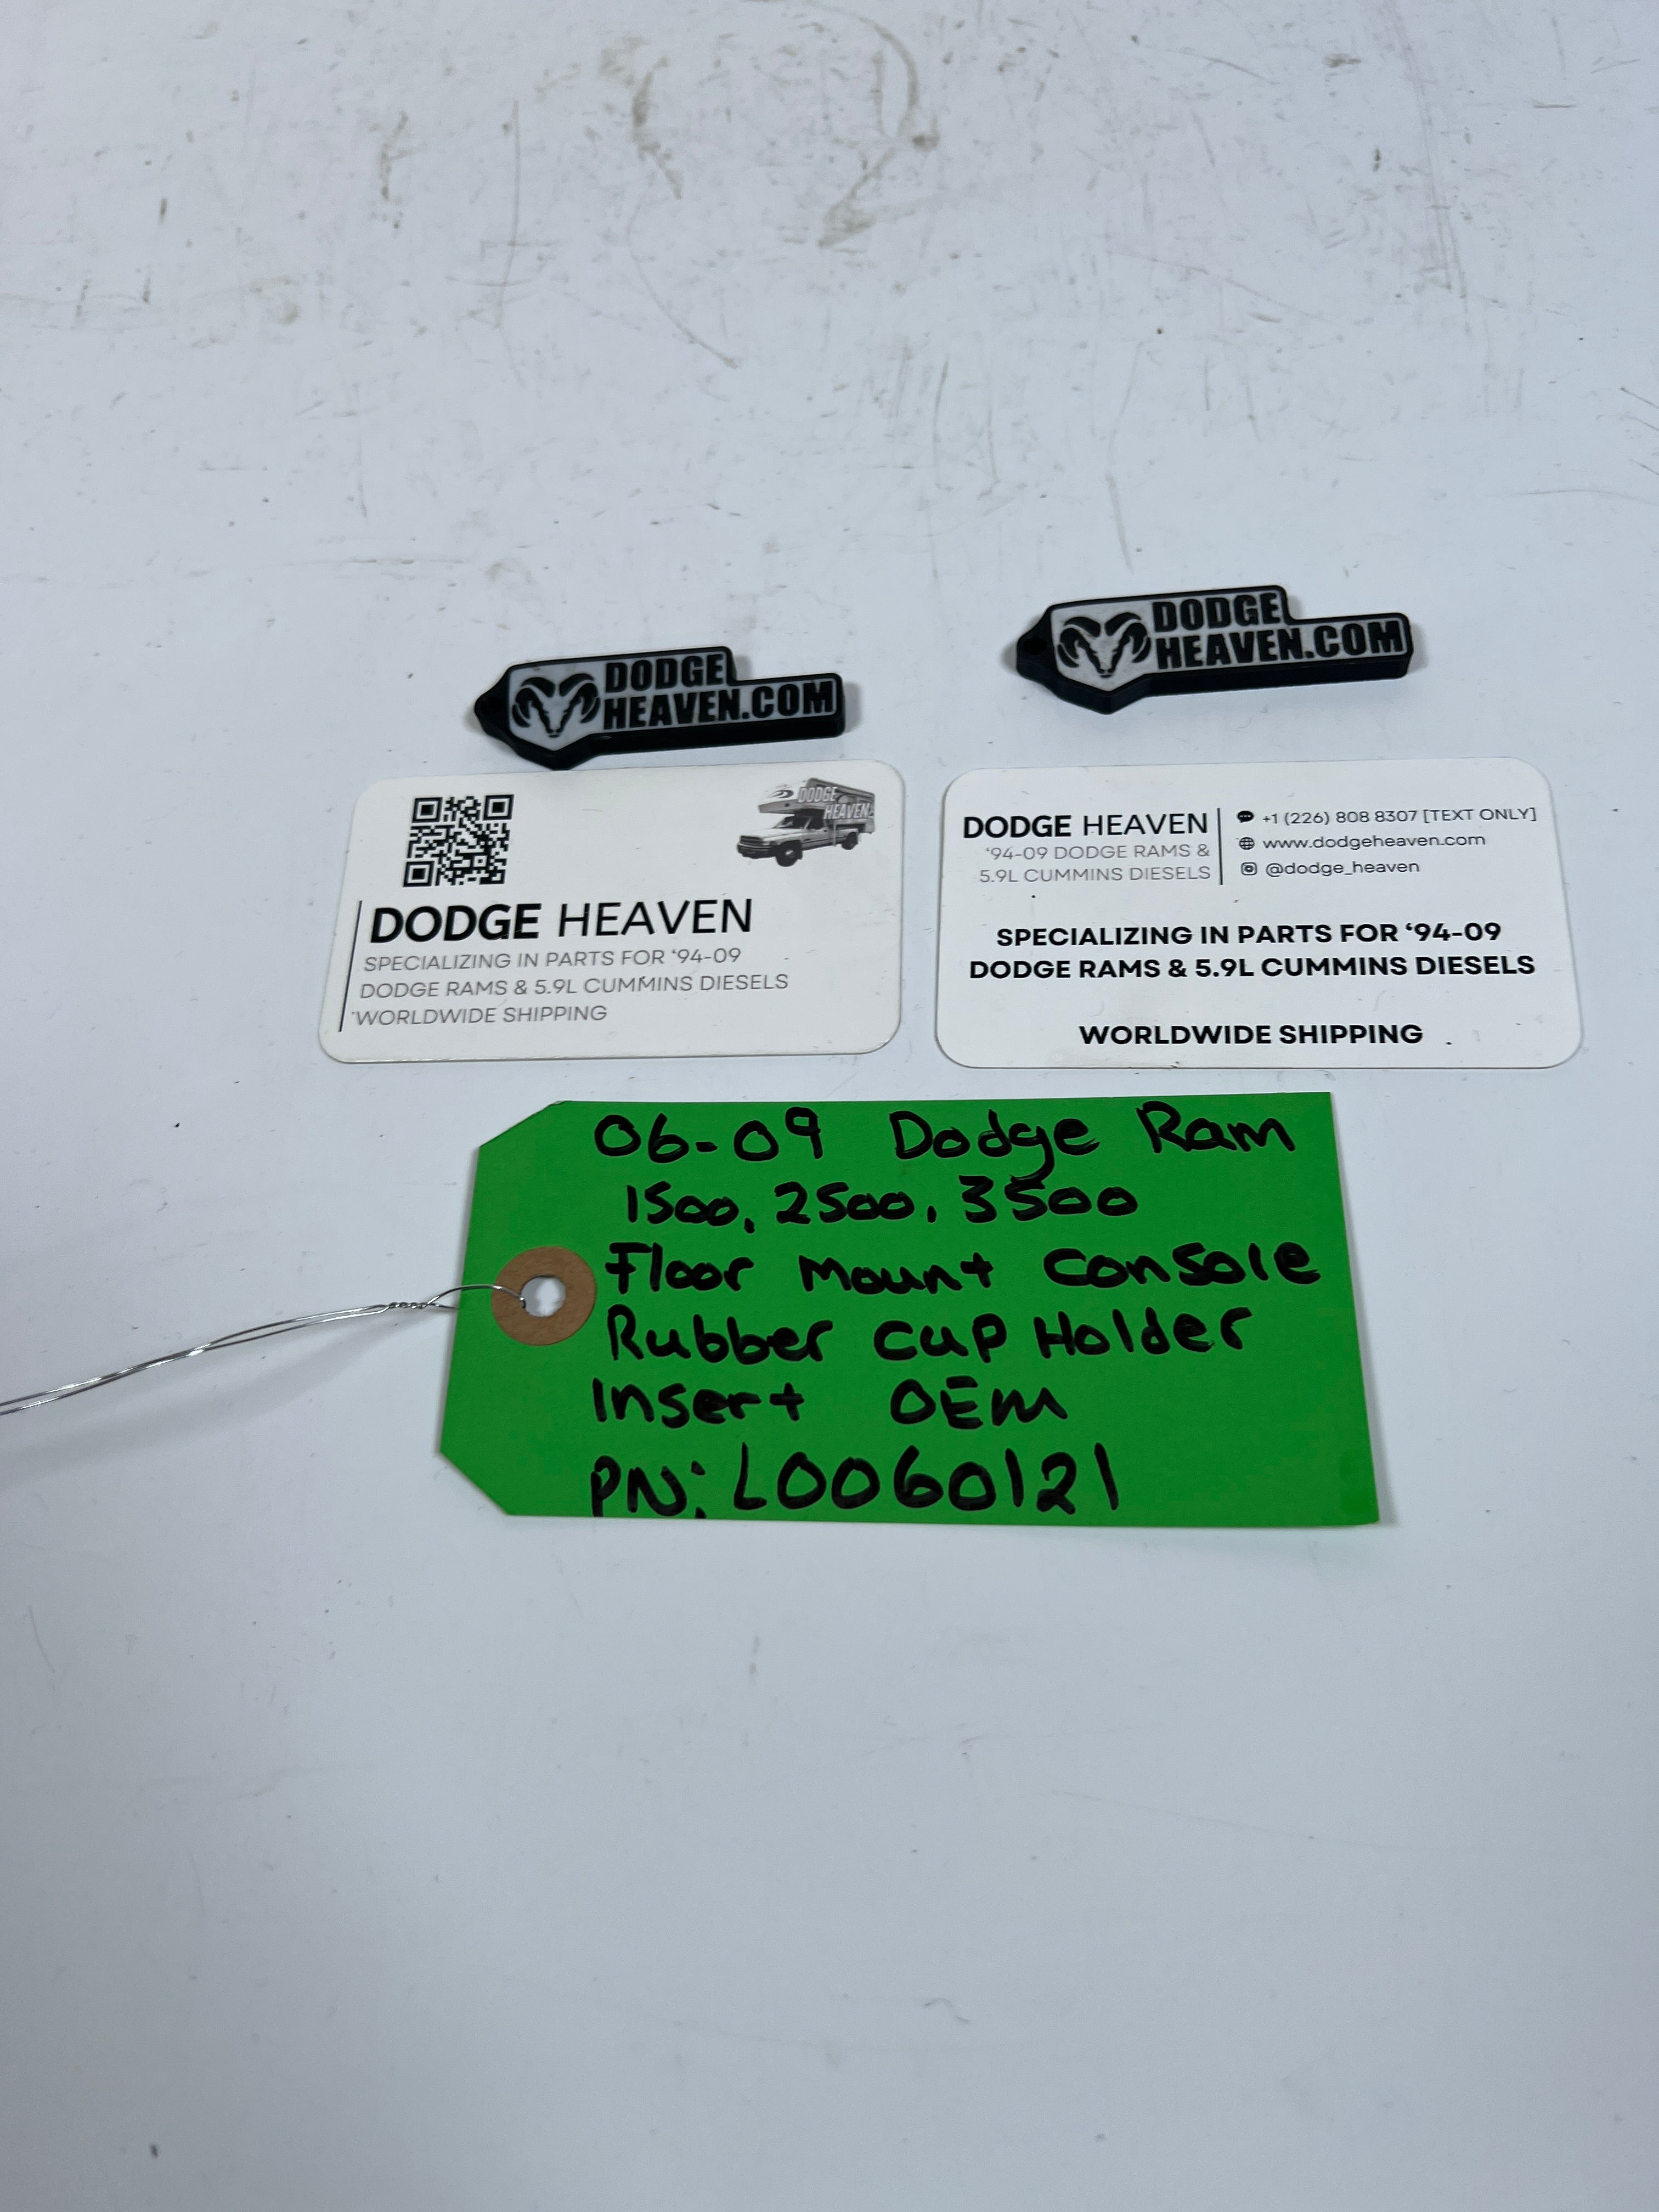 DODGE
HEAVEN.COM
DODGE
HEAVEN.COM
DODGE
HEAVEN
DODGE HEAVEN
SPECIALIZING IN PARTS FOR ‘94-09
DODGE RAMS & 5.9L CUMMINS DIESELS
WORLDWIDE SHIPPING
DODGE HEAVEN
‘94-09 DODGE RAMS &
5.9L CUMMINS DIESELS
+1 (226) 808 8307 [TEXT ONLY]
www.dodgeheaven.com
@dodge_heaven
SPECIALIZING IN PARTS FOR ‘94-09
DODGE RAMS & 5.9L CUMMINS DIESELS
WORLDWIDE SHIPPING
06-09 Dodge Ram
1500, 2500, 3500
Floor Mount Console
Rubber Cup Holder
Insert OEM
PN: L0060121